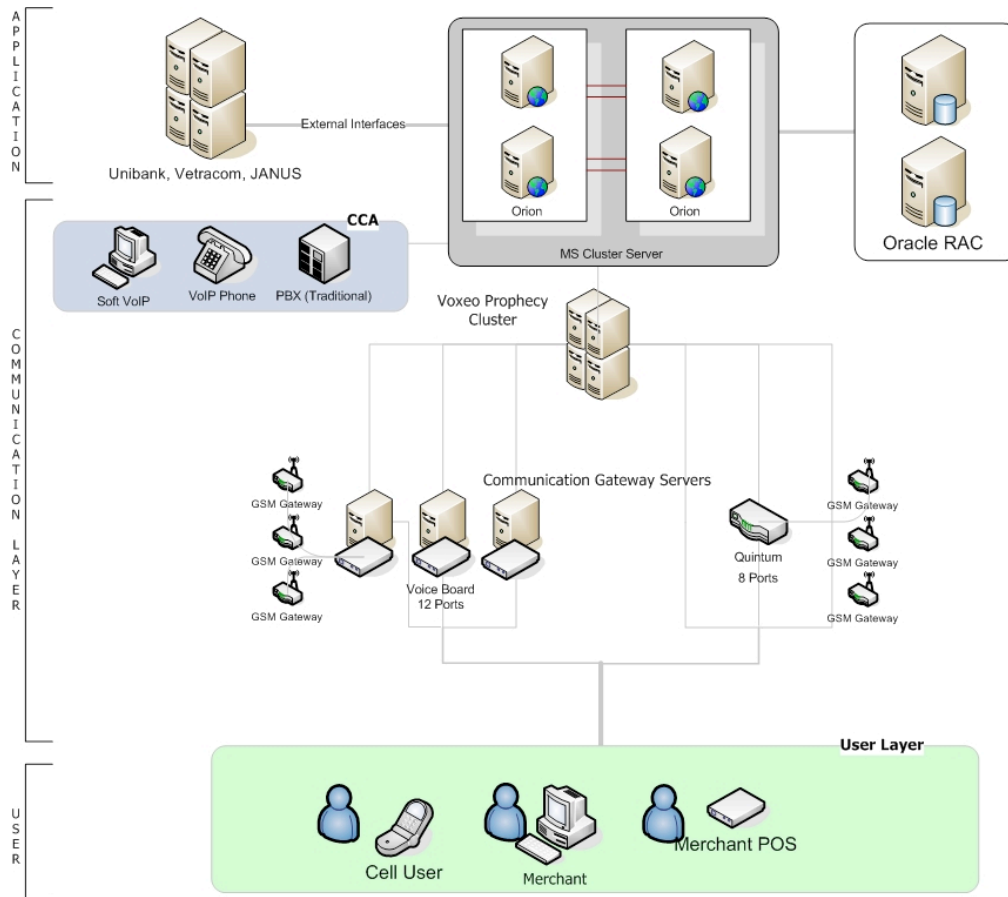 APPLICATION
External Interfaces
Unibank, Vetracom, JANUS
Orion
Orion
MS Cluster Server
Oracle RAC
COMMUNICATION LAYER
CCA
Soft VoIP
VoIP Phone
PBX (Traditional)
Voxeo Prophecy
Cluster
Communication Gateway Servers
GSM Gateway
GSM Gateway
GSM Gateway
Voice Board
12 Ports
Quintum
8 Ports
GSM Gateway
GSM Gateway
GSM Gateway
USER
User Layer
Cell User
Merchant
Merchant POS